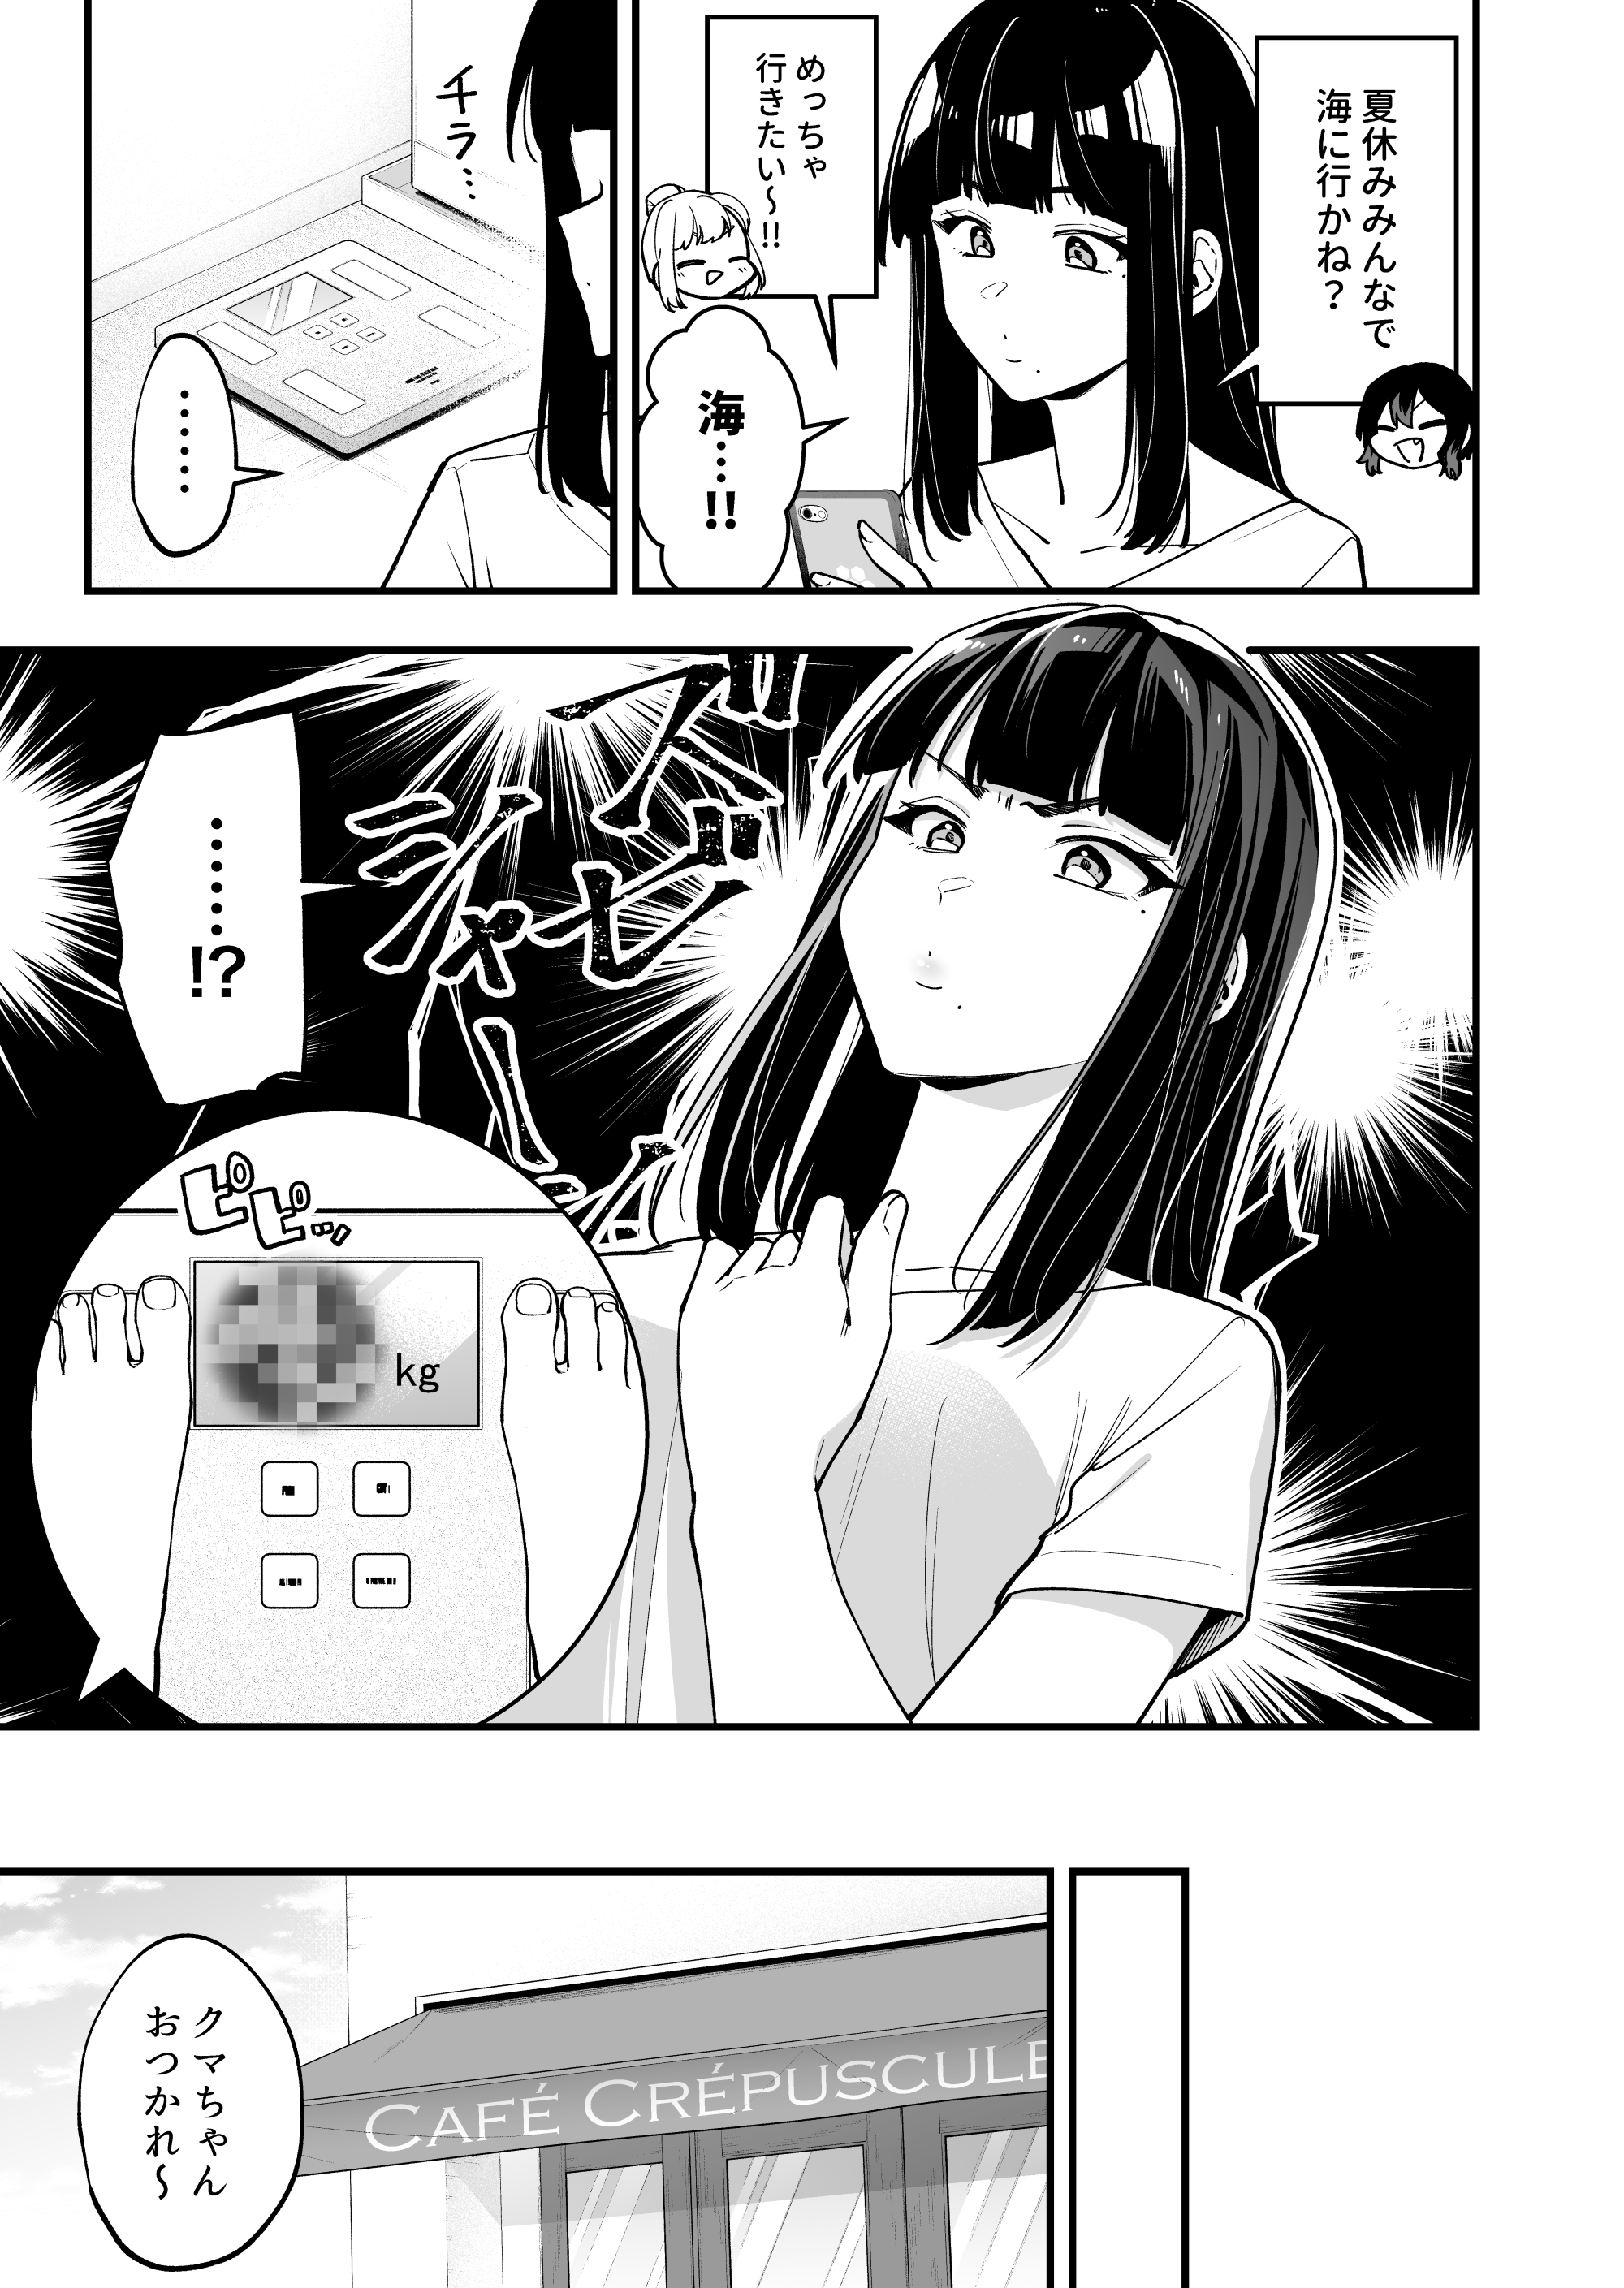 夏休みみんなで
海に行かね？
めっちゃ
行きたい〜!!
海…!!
チラ…
………
ズビシャーン
………!?
ピピッ
kg
CAFÉ CRÉPUSCULE
クマちゃん
おつかれ〜